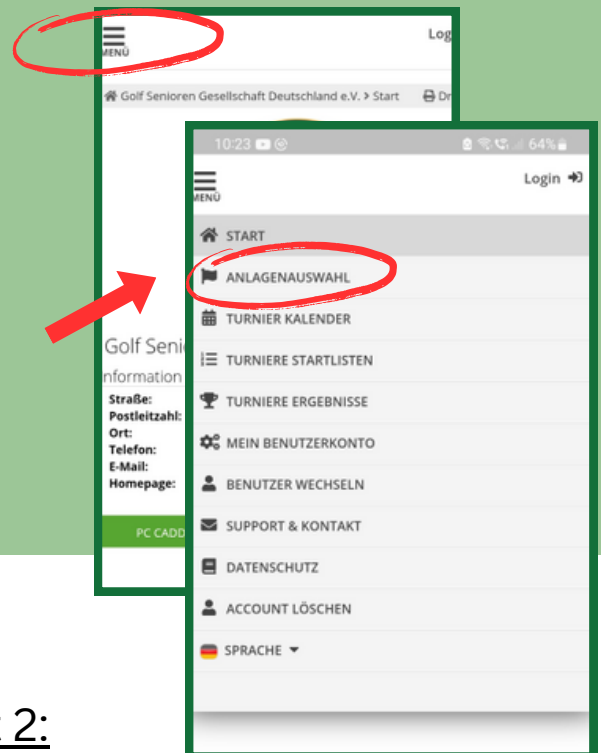 MENÜ
Log
Golf Senioren Gesellschaft Deutschland e.V. > Start Dr
Golf Seni
nformation
Straße:
Postleitzahl:
Ort:
Telefon:
E-Mail:
Homepage:
PC CADD
10:23 64%
MENÜ
Login
START
ANLAGENAUSWAHL
TURNIER KALENDER
TURNIERE STARTLISTEN
TURNIERE ERGEBNISSE
MEIN BENUTZERKONTO
BENUTZER WECHSELN
SUPPORT & KONTAKT
DATENSCHUTZ
ACCOUNT LÖSCHEN
SPRACHE
t 2: